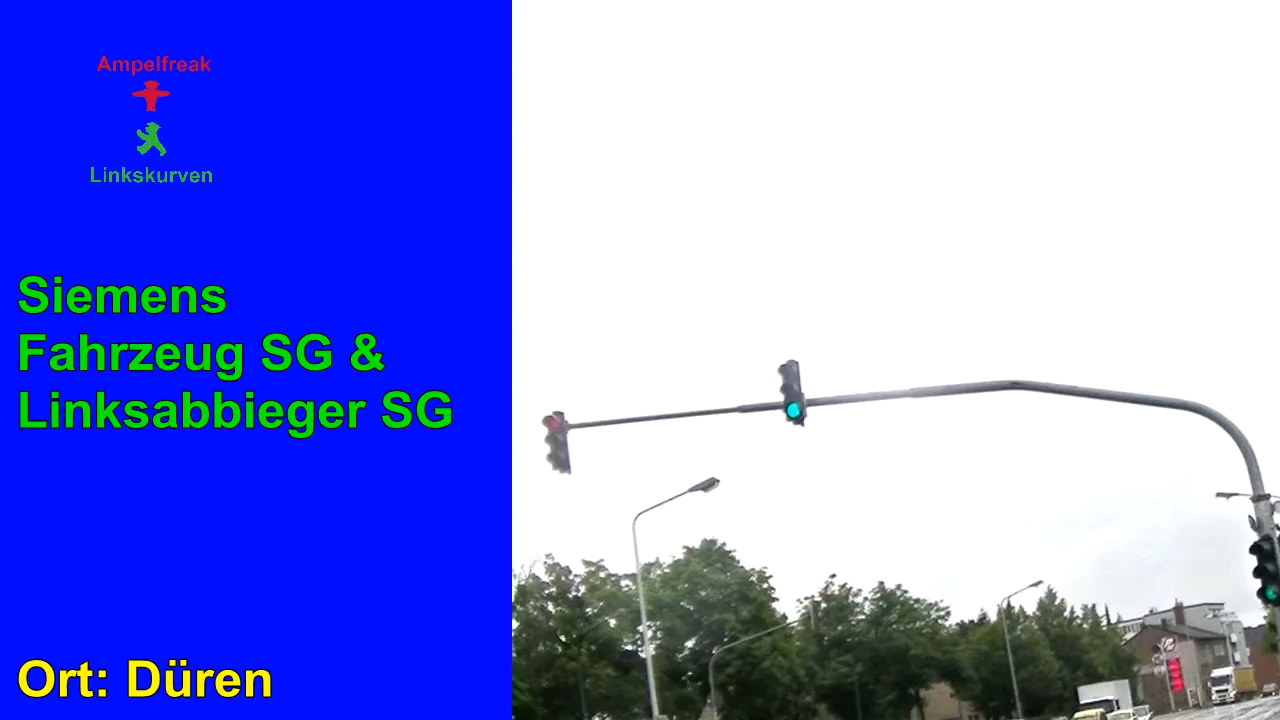 Ampelfreak
Linkskurven
Siemens
Fahrzeug SG &
Linksabbieger SG
Ort: Düren